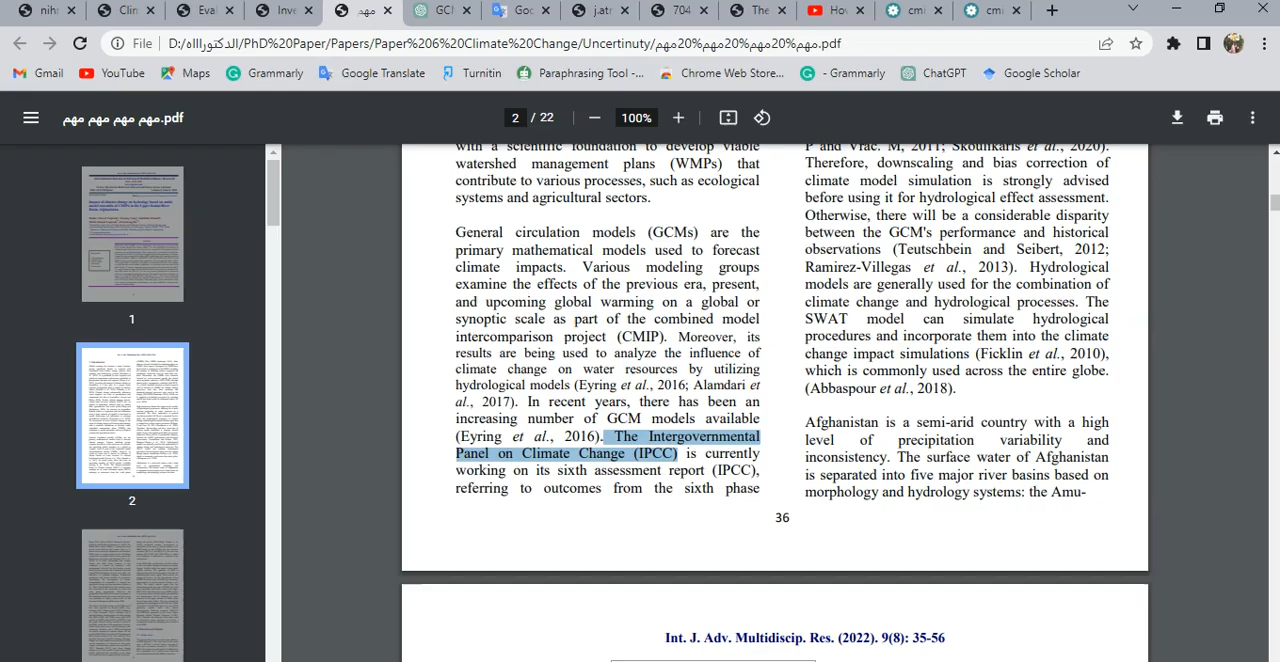 nihr
Clim
Eval
Inve
مهم
GCM
Goo
j.atr
704
The
Hov
cmi
cmi
File
D:/الدكتورااه/PhD%20Paper/Papers/Paper%20
%20Climate%20Change/Uncertinuty/مهم%20مهم%20مهم%20مهم.pdf
Gmail
YouTube
Maps
Grammarly
Google Translate
Turnitin
Paraphrasing Tool -...
Chrome Web Store...
- Grammarly
ChatGPT
Google Scholar
مهم مهم مهم مهم.pdf
2 / 22
100%
1
2
with a scientific foundation to develop viable
watershed management plans (WMPs) that
contribute to various processes, such as ecological
systems and agricultural sectors.
General circulation models (GCMs) are the
primary mathematical models used to forecast
climate impacts. Various modeling groups
examine the effects of the previous era, present,
and upcoming global warming on a global or
synoptic scale as part of the combined model
intercomparison project (CMIP). Moreover, its
results are being used to analyze the influence of
climate change on water resources by utilizing
hydrological models (Eyring et al., 2016; Alamdari et
al., 2017). In recent years, there has been an
increasing number of GCM models available
(Eyring et al., 2016). The Intergovernmental
Panel on Climate Change (IPCC) is currently
working on its sixth assessment report (IPCC),
referring to outcomes from the sixth phase
P and Vrac. M, 2011; Skoulikaris et al., 2020).
Therefore, downscaling and bias correction of
climate model simulation is strongly advised
before using it for hydrological effect assessment.
Otherwise, there will be a considerable disparity
between the GCM's performance and historical
observations (Teutschbein and Seibert, 2012;
Ramirez-Villegas et al., 2013). Hydrological
models are generally used for the combination of
climate change and hydrological processes. The
SWAT model can simulate hydrological
procedures and incorporate them into the climate
change impact simulations (Ficklin et al., 2010),
which is commonly used across the entire globe.
(Abbaspour et al., 2018).
Afghanistan is a semi-arid country with a high
level of precipitation variability and
inconsistency. The surface water of Afghanistan
is separated into five major river basins based on
morphology and hydrology systems: the Amu-
36
Int. J. Adv. Multidiscip. Res. (2022). 9(8): 35-56